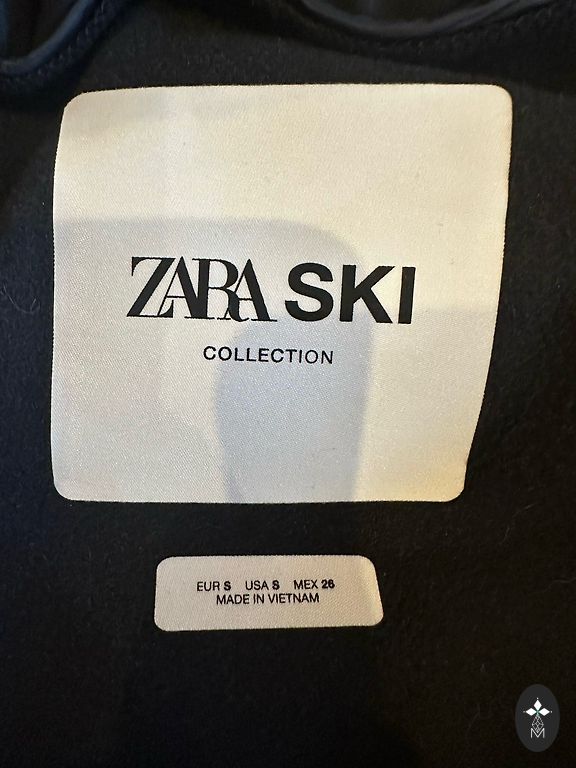 ZARA SKI
COLLECTION
EUR S USA S MEX 26
MADE IN VIETNAM
M